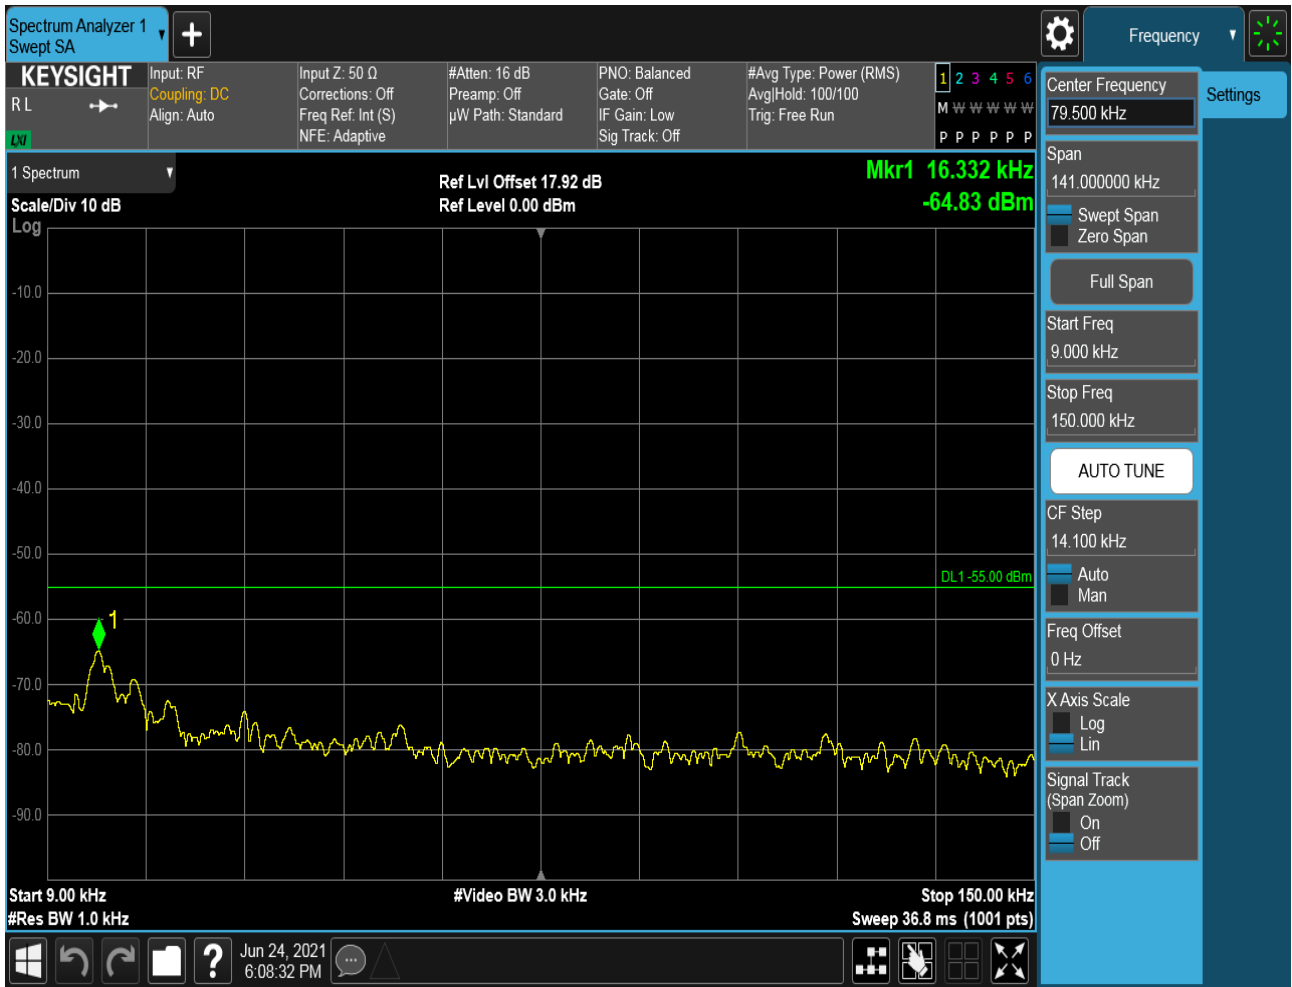 Spectrum Analyzer 1
Swept SA
Frequency
KEYSIGHT
R L
LXI
Input: RF
Coupling: DC
Align: Auto
Input Z: 50 Ω
Corrections: Off
Freq Ref: Int (S)
NFE: Adaptive
#Atten: 16 dB
Preamp: Off
µW Path: Standard
PNO: Balanced
Gate: Off
IF Gain: Low
Sig Track: Off
#Avg Type: Power (RMS)
Avg|Hold: 100/100
Trig: Free Run
1 2 3 4 5 6
M W W W W W
P P P P P P
1 Spectrum
Scale/Div 10 dB
Log
Ref Lvl Offset 17.92 dB
Ref Level 0.00 dBm
Mkr1 16.332 kHz
-64.83 dBm
-10.0
-20.0
-30.0
-40.0
-50.0
DL1 -55.00 dBm
-60.0
1
-70.0
-80.0
-90.0
Start 9.00 kHz
#Video BW 3.0 kHz
Stop 150.00 kHz
#Res BW 1.0 kHz
Sweep 36.8 ms (1001 pts)
Jun 24, 2021
6:08:32 PM
?
Center Frequency
79.500 kHz
Settings
Span
141.000000 kHz
Swept Span
Zero Span
Full Span
Start Freq
9.000 kHz
Stop Freq
150.000 kHz
AUTO TUNE
CF Step
14.100 kHz
Auto
Man
Freq Offset
0 Hz
X Axis Scale
Log
Lin
Signal Track
(Span Zoom)
On
Off